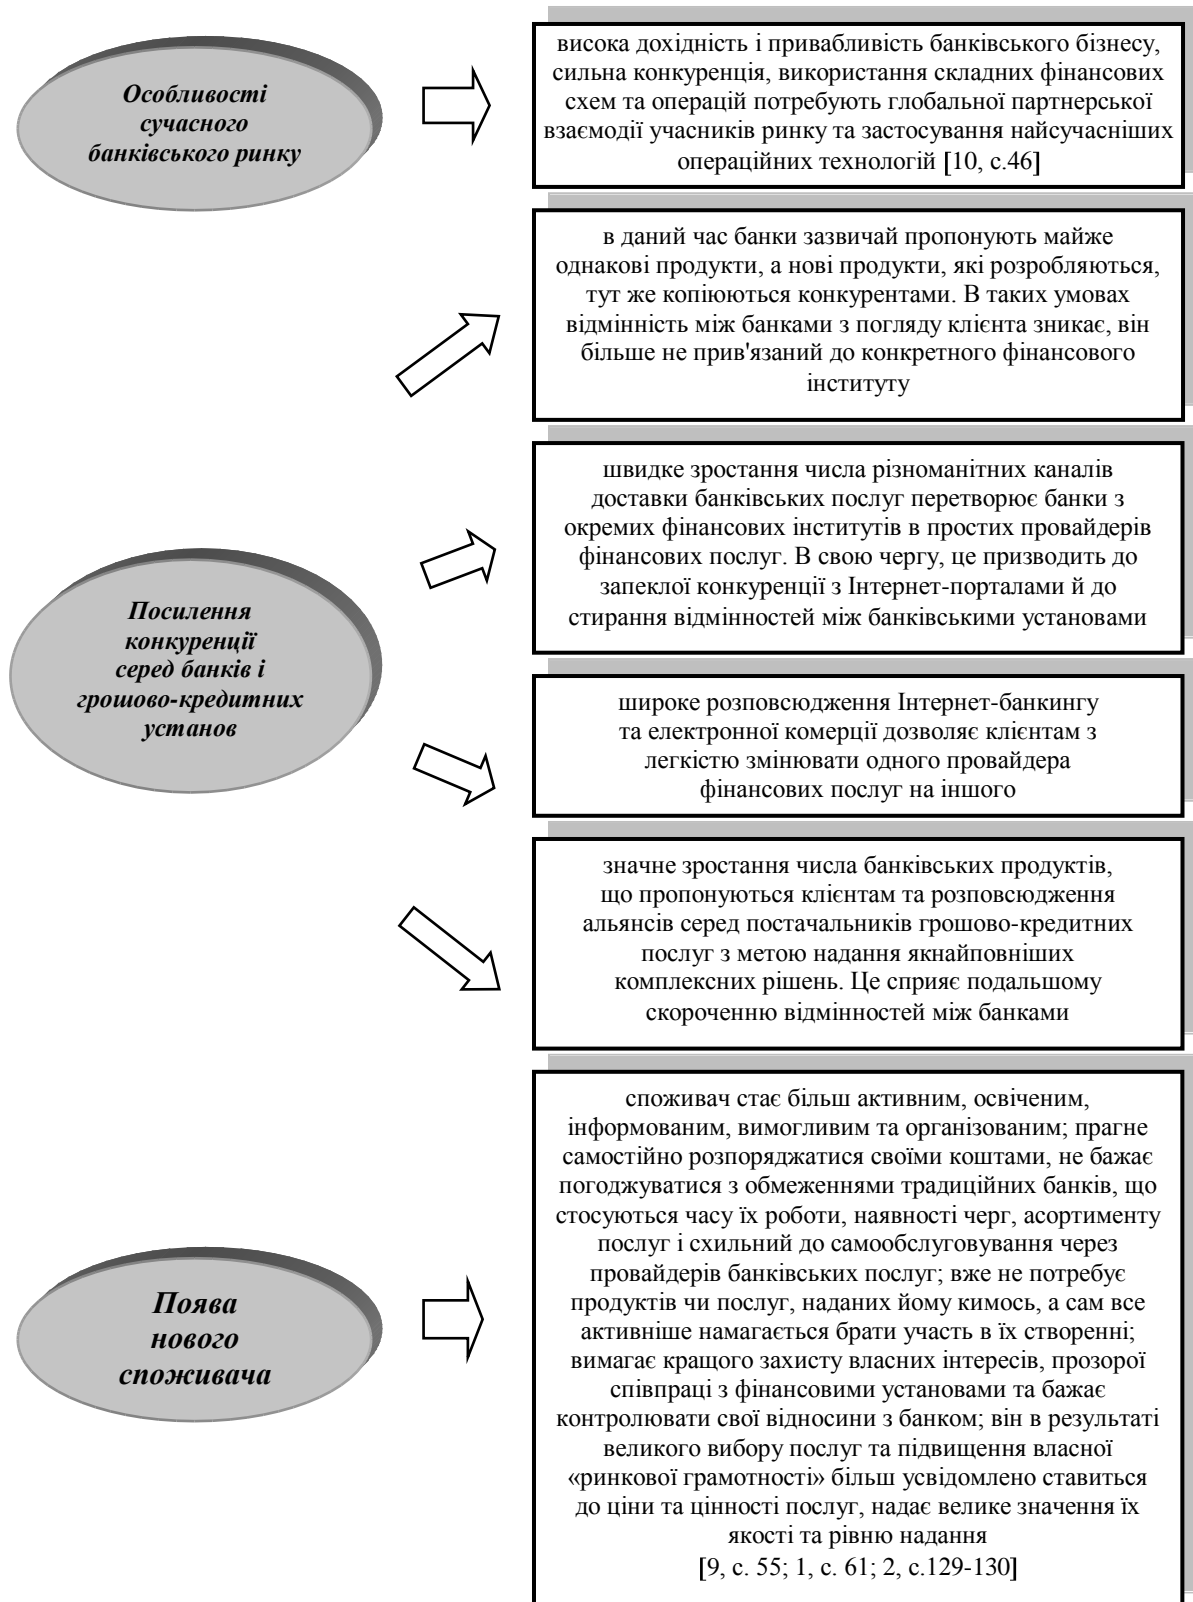 Особливості
сучасного
банківського ринку
висока дохідність і привабливість банківського бізнесу,
сильна конкуренція, використання складних фінансових
схем та операцій потребують глобальної партнерської
взаємодії учасників ринку та застосування найсучасніших
операційних технологій [10, с.46]
Посилення
конкуренції
серед банків і
грошово-кредитних
установ
в даний час банки зазвичай пропонують майже
однакові продукти, а нові продукти, які розробляються,
тут же копіюються конкурентами. В таких умовах
відмінність між банками з погляду клієнта зникає, він
більше не прив'язаний до конкретного фінансового
інституту
швидке зростання числа різноманітних каналів
доставки банківських послуг перетворює банки з
окремих фінансових інститутів в простих провайдерів
фінансових послуг. В свою чергу, це призводить до
запеклої конкуренції з Інтернет-порталами й до
стирання відмінностей між банківськими установами
широке розповсюдження Інтернет-банкингу
та електронної комерції дозволяє клієнтам з
легкістю змінювати одного провайдера
фінансових послуг на іншого
значне зростання числа банківських продуктів,
що пропонуються клієнтам та розповсюдження
альянсів серед постачальників грошово-кредитних
послуг з метою надання якнайповніших
комплексних рішень. Це сприяє подальшому
скороченню відмінностей між банками
Поява
нового
споживача
споживач стає більш активним, освіченим,
інформованим, вимогливим та організованим; прагне
самостійно розпоряджатися своїми коштами, не бажає
погоджуватися з обмеженнями традиційних банків, що
стосуються часу їх роботи, наявності черг, асортименту
послуг і схильний до самообслуговування через
провайдерів банківських послуг; вже не потребує
продуктів чи послуг, наданих йому кимось, а сам все
активніше намагається брати участь в їх створенні;
вимагає кращого захисту власних інтересів, прозорої
співпраці з фінансовими установами та бажає
контролювати свої відносини з банком; він в результаті
великого вибору послуг та підвищення власної
«ринкової грамотності» більш усвідомлено ставиться
до ціни та цінності послуг, надає велике значення їх
якості та рівню надання
[9, с. 55; 1, с. 61; 2, с.129-130]